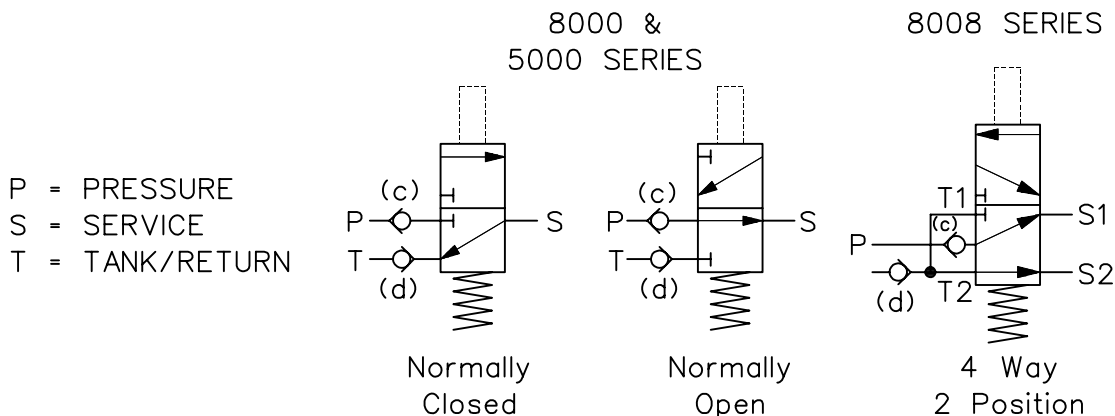 8000 &
5000 SERIES
8008 SERIES
P = PRESSURE
S = SERVICE
T = TANK/RETURN
(c)
P
S
T
(d)
Normally
Closed
(c)
P
S
T
(d)
Normally
Open
T1
S1
(c)
P
S2
(d)
T2
4 Way
2 Position